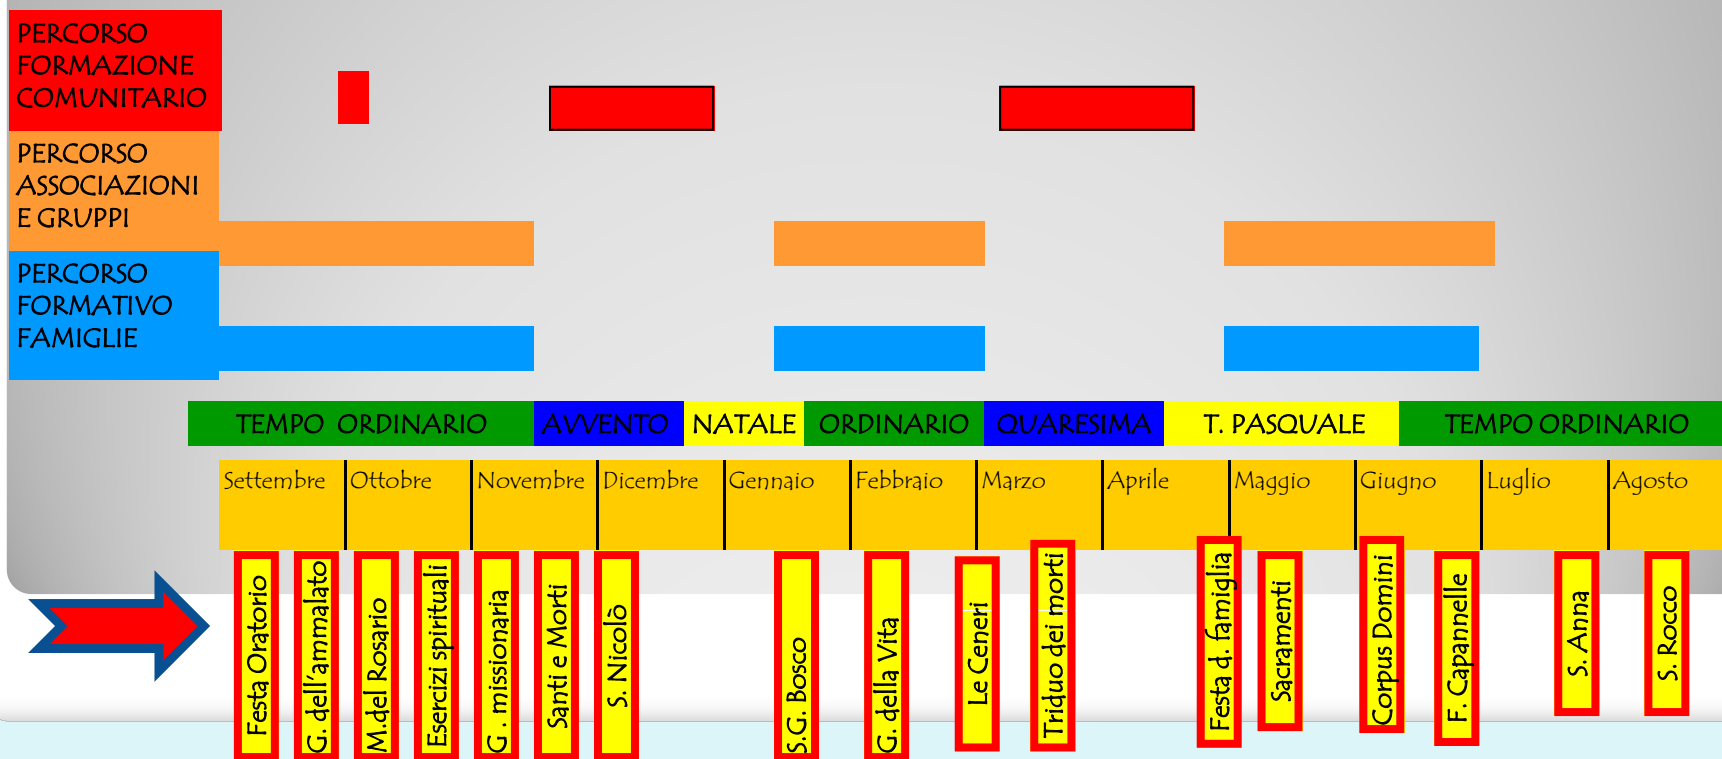 PERCORSO
FORMAZIONE
COMUNITARIO
PERCORSO
ASSOCIAZIONI
E GRUPPI
PERCORSO
FORMATIVO
FAMIGLIE
TEMPO ORDINARIO
AVVENTO
NATALE
ORDINARIO
QUARESIMA
T. PASQUALE
TEMPO ORDINARIO
Settembre
Ottobre
Novembre
Dicembre
Gennaio
Febbraio
Marzo
Aprile
Maggio
Giugno
Luglio
Agosto
Festa Oratorio
G. dell'ammalato
M.del Rosario
Esercizi spirituali
G . missionaria
Santi e Morti
S. Nicolò
S.G. Bosco
G. della Vita
Le Ceneri
Triduo dei morti
Festa d. famiglia
Sacramenti
Corpus Domini
F. Capannelle
S. Anna
S. Rocco